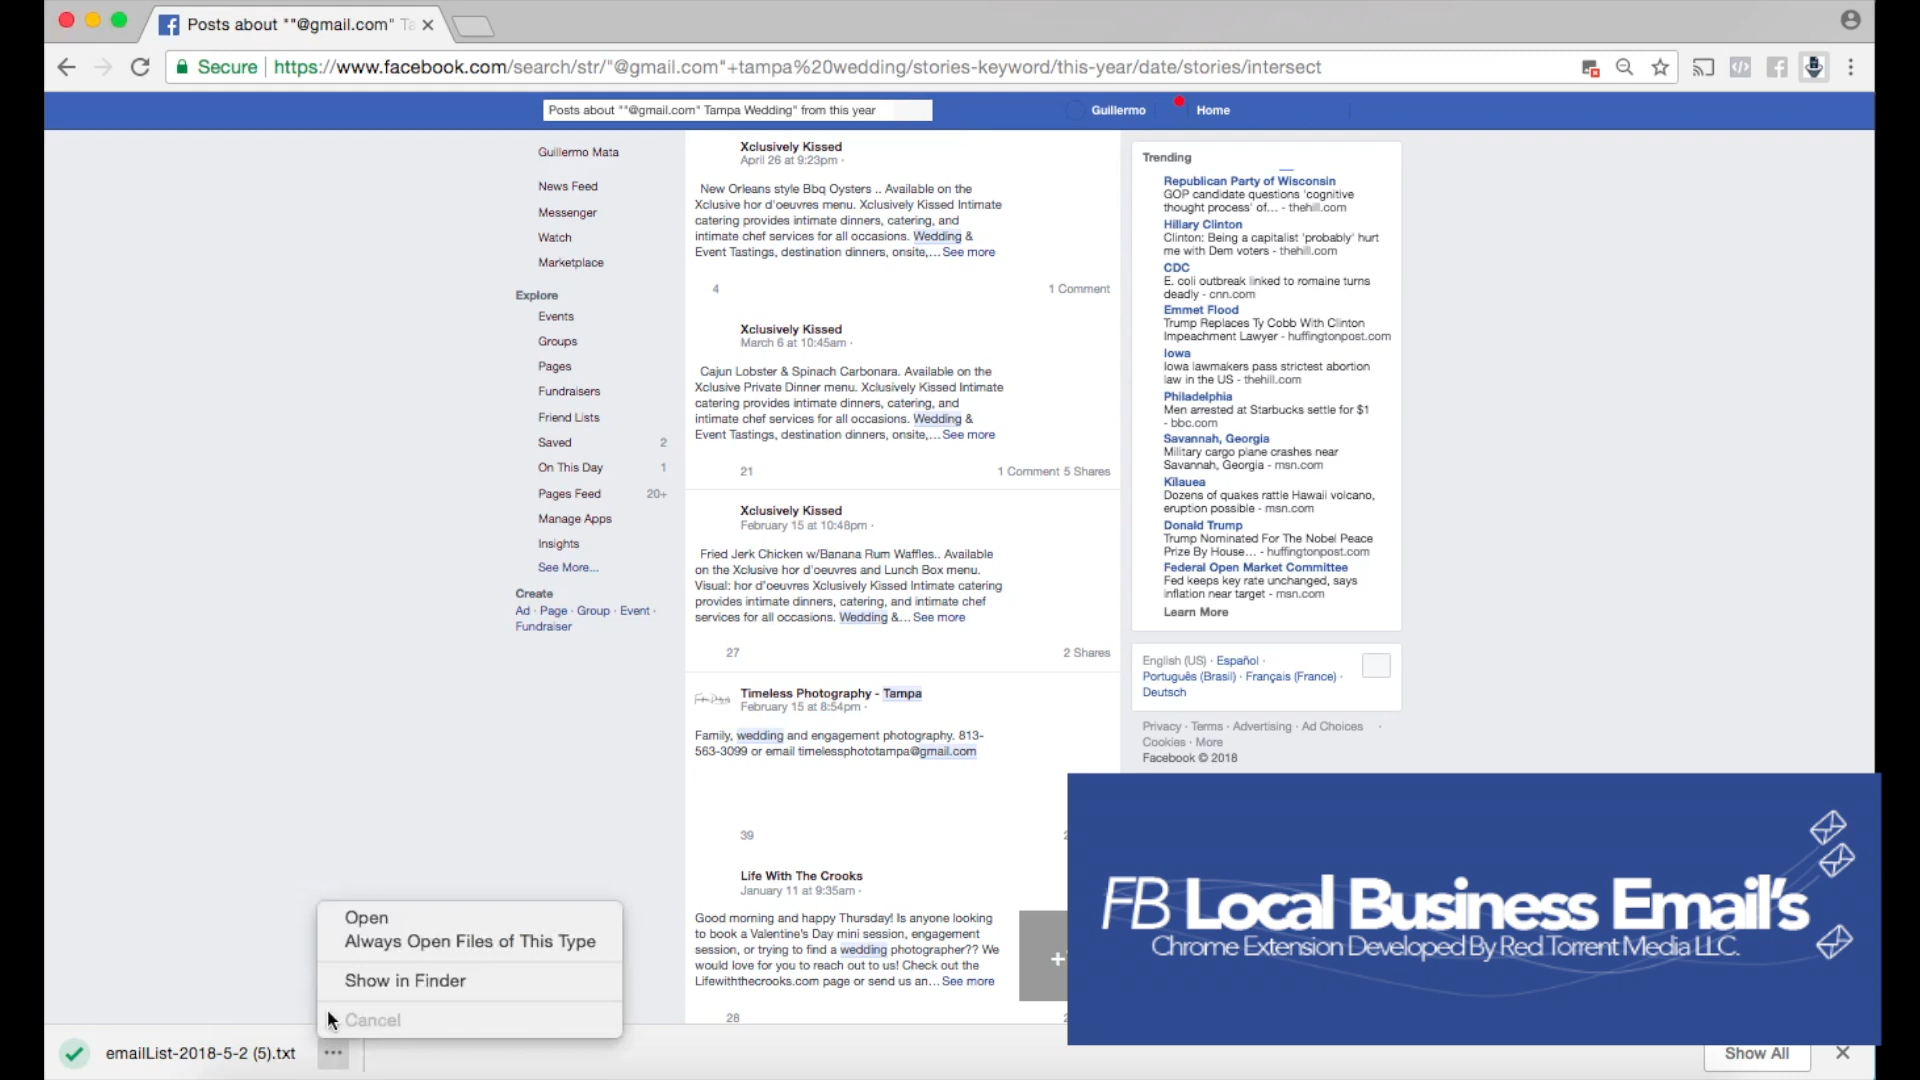 Posts about ""@gmail.com" Ta
Secure
https://www.facebook.com/search/str/"@gmail.com"+tampa%20wedding/stories-keyword/this-year/date/stories/intersect
Posts about ""@gmail.com" Tampa Wedding" from this year
Guillermo
Home
Guillermo Mata
News Feed
Messenger
Watch
Marketplace
Explore
Events
Groups
Pages
Fundraisers
Friend Lists
Saved 2
On This Day 1
Pages Feed 20+
Manage Apps
Insights
See More...
Create
Ad · Page · Group · Event ·
Fundraiser
Xclusively Kissed
April 26 at 9:23pm ·
New Orleans style Bbq Oysters .. Available on the
Xclusive hor d'oeuvres menu. Xclusively Kissed Intimate
catering provides intimate dinners, catering, and
intimate chef services for all occasions. Wedding &
Event Tastings, destination dinners, onsite,... See more
4 1 Comment
Xclusively Kissed
March 6 at 10:45am ·
Cajun Lobster & Spinach Carbonara. Available on the
Xclusive Private Dinner menu. Xclusively Kissed Intimate
catering provides intimate dinners, catering, and
intimate chef services for all occasions. Wedding &
Event Tastings, destination dinners, onsite,... See more
21 1 Comment 5 Shares
Xclusively Kissed
February 15 at 10:48pm ·
Fried Jerk Chicken w/Banana Rum Waffles.. Available
on the Xclusive hor d'oeuvres and Lunch Box menu.
Visual: hor d'oeuvres Xclusively Kissed Intimate catering
provides intimate dinners, catering, and intimate chef
services for all occasions. Wedding &... See more
27 2 Shares
Timeless Photography - Tampa
February 15 at 8:54pm ·
Family, wedding and engagement photography. 813-
563-3099 or email timelessphototampa@gmail.com
39 2
Life With The Crooks
January 11 at 9:35am ·
Good morning and happy Thursday! Is anyone looking
to book a Valentine's Day mini session, engagement
session, or trying to find a wedding photographer?? We
would love for you to reach out to us! Check out the
Lifewiththecrooks.com page or send us an... See more
+
28 2
Trending
Republican Party of Wisconsin
GOP candidate questions 'cognitive
thought process' of... - thehill.com
Hillary Clinton
Clinton: Being a capitalist 'probably' hurt
me with Dem voters - thehill.com
CDC
E. coli outbreak linked to romaine turns
deadly - cnn.com
Emmet Flood
Trump Replaces Ty Cobb With Clinton
Impeachment Lawyer - huffingtonpost.com
Iowa
Iowa lawmakers pass strictest abortion
law in the US - thehill.com
Philadelphia
Men arrested at Starbucks settle for $1
- bbc.com
Savannah, Georgia
Military cargo plane crashes near
Savannah, Georgia - msn.com
Kīlauea
Dozens of quakes rattle Hawaii volcano,
eruption possible - msn.com
Donald Trump
Trump Nominated For The Nobel Peace
Prize By House... - huffingtonpost.com
Federal Open Market Committee
Fed keeps key rate unchanged, says
inflation near target - msn.com
Learn More
English (US) · Español ·
Português (Brasil) · Français (France) ·
Deutsch
Privacy · Terms · Advertising · Ad Choices ·
Cookies · More
Facebook © 2018
FB Local Business Email's
Chrome Extension Developed By Red Torrent Media LLC.
Open
Always Open Files of This Type
Show in Finder
Cancel
emailList-2018-5-2 (5).txt
Show All